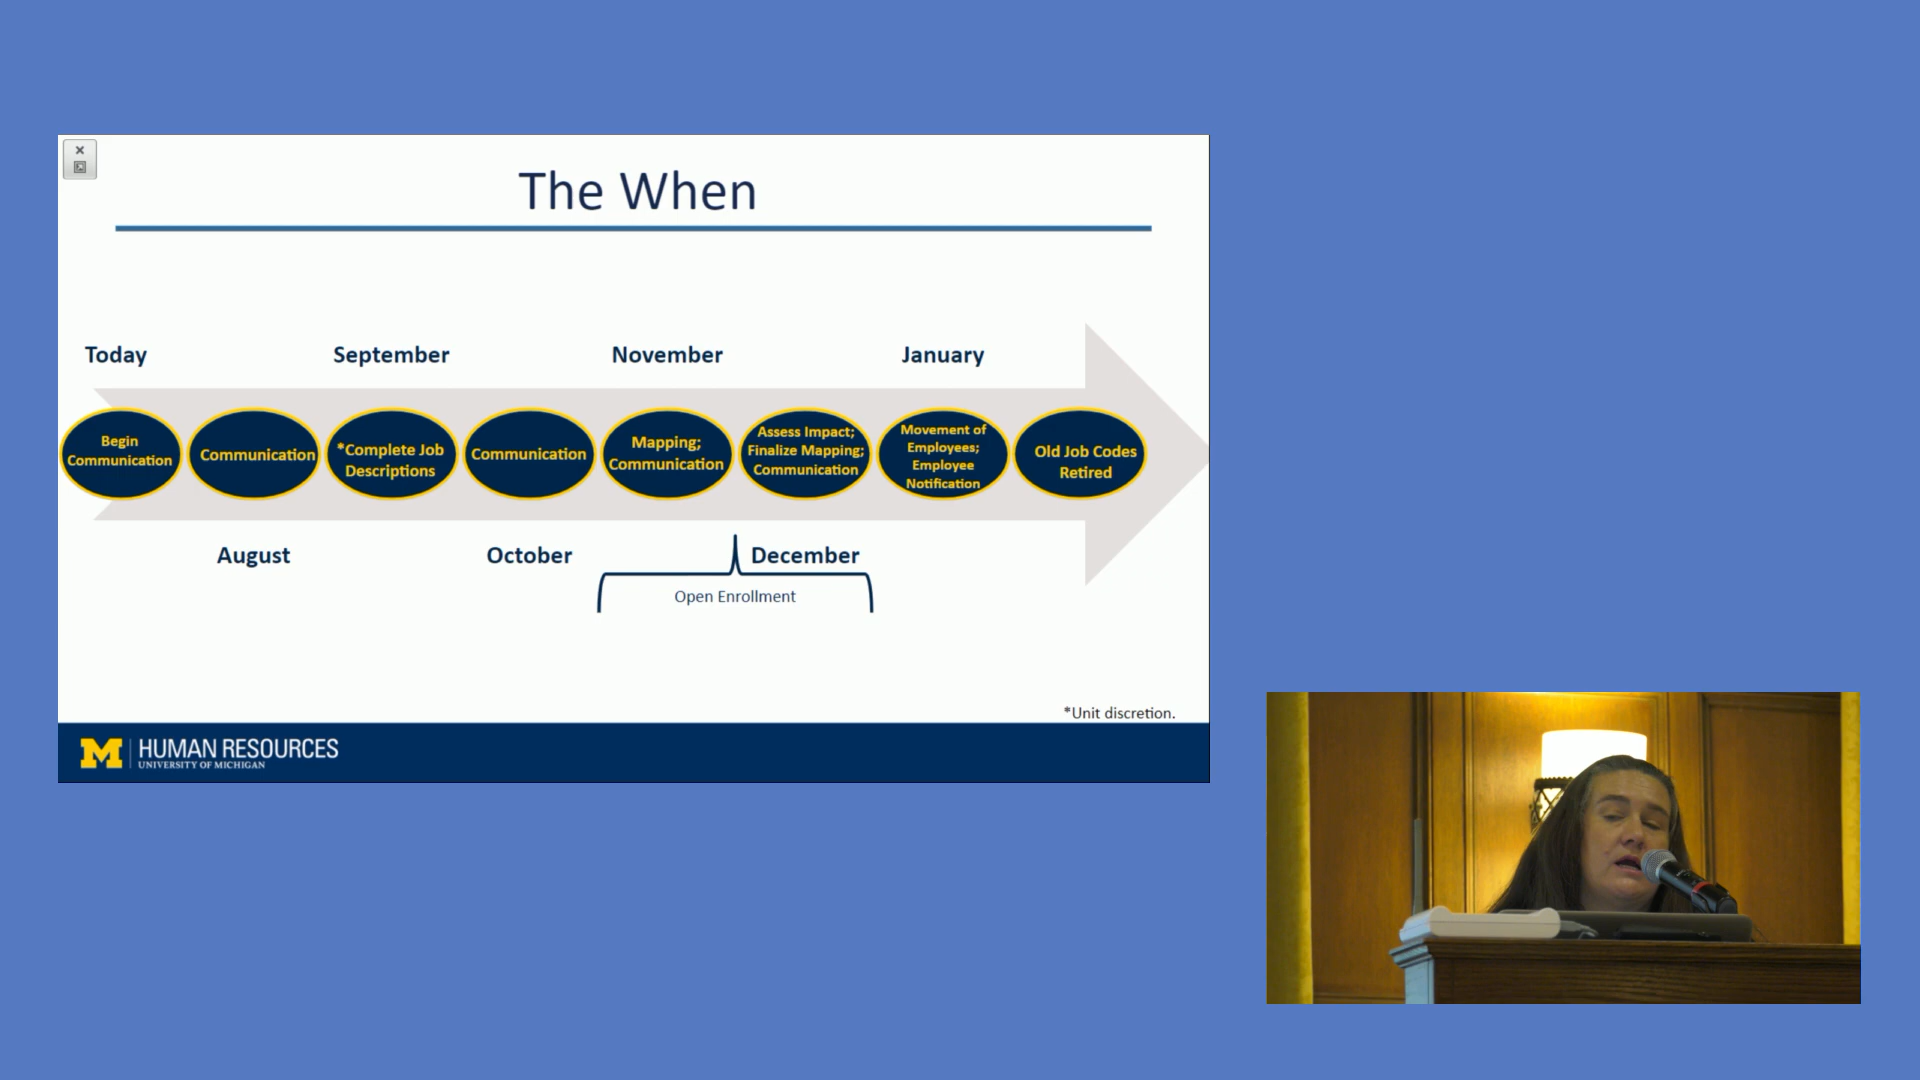 The When
Today
September
November
January
Begin
Communication
Communication
*Complete Job
Descriptions
Communication
Mapping;
Communication
Assess Impact;
Finalize Mapping;
Communication
Movement of
Employees;
Employee
Notification
Old Job Codes
Retired
August
October
December
Open Enrollment
*Unit discretion.
M HUMAN RESOURCES
UNIVERSITY OF MICHIGAN